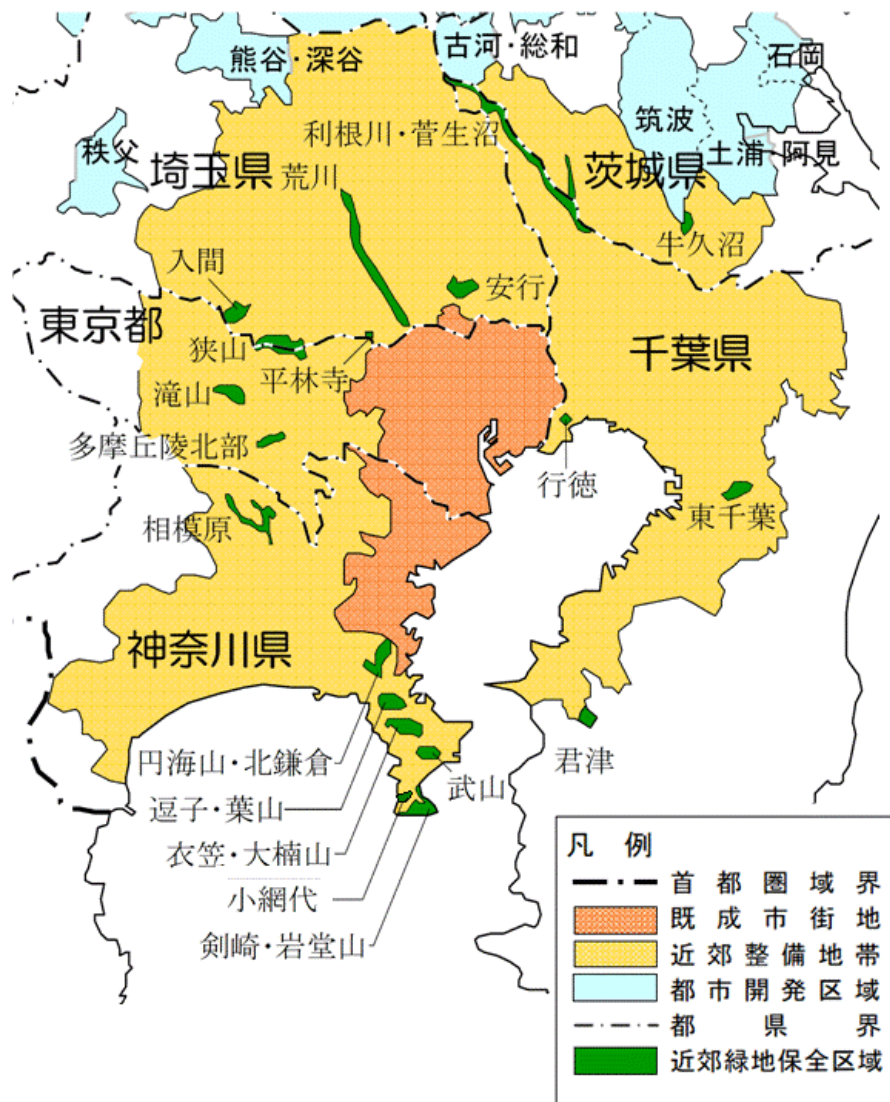 熊谷・深谷
古河・総和
石岡
筑波
秩父
利根川・菅生沼
土浦
阿見
埼玉県
荒川
茨城県
牛久沼
入間
安行
東京都
狭山
平林寺
千葉県
滝山
多摩丘陵北部
行徳
東千葉
相模原
神奈川県
円海山・北鎌倉
君津
武山
逗子・葉山
衣笠・大楠山
小網代
剣崎・岩堂山
凡例
首都圏域界
既成市街地
近郊整備地帯
都市開発区域
都県界
近郊緑地保全区域